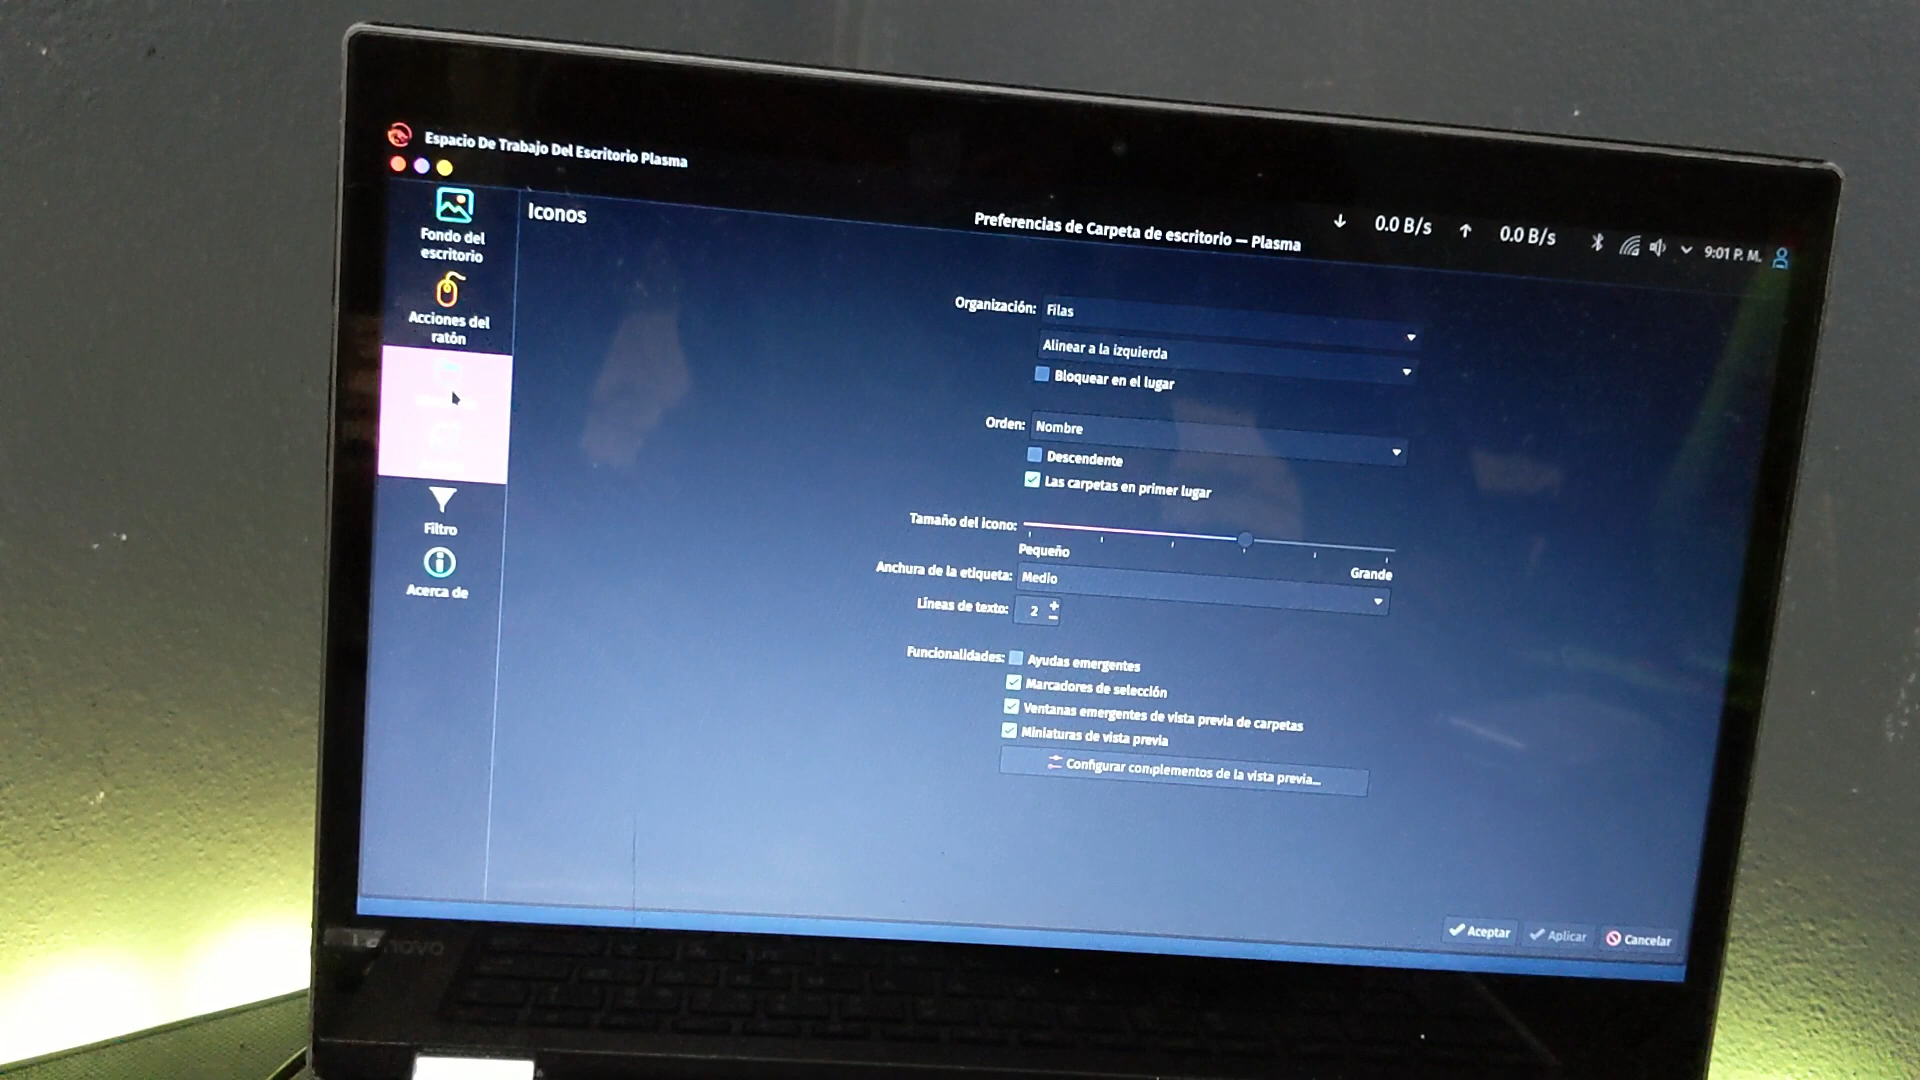 Espacio De Trabajo Del Escritorio Plasma
Preferencias de Carpeta de escritorio — Plasma
0.0 B/s
0.0 B/s
9:01 P. M.
Fondo del
escritorio
Acciones del
ratón
Filtro
Acerca de
Iconos
Organización: Filas
Alinear a la izquierda
Bloquear en el lugar
Orden: Nombre
Descendente
Las carpetas en primer lugar
Tamaño del icono:
Pequeño
Grande
Anchura de la etiqueta: Medio
Líneas de texto: 2
Funcionalidades: Ayudas emergentes
Marcadores de selección
Ventanas emergentes de vista previa de carpetas
Miniaturas de vista previa
Configurar complementos de la vista previa...
Aceptar
Aplicar
Cancelar